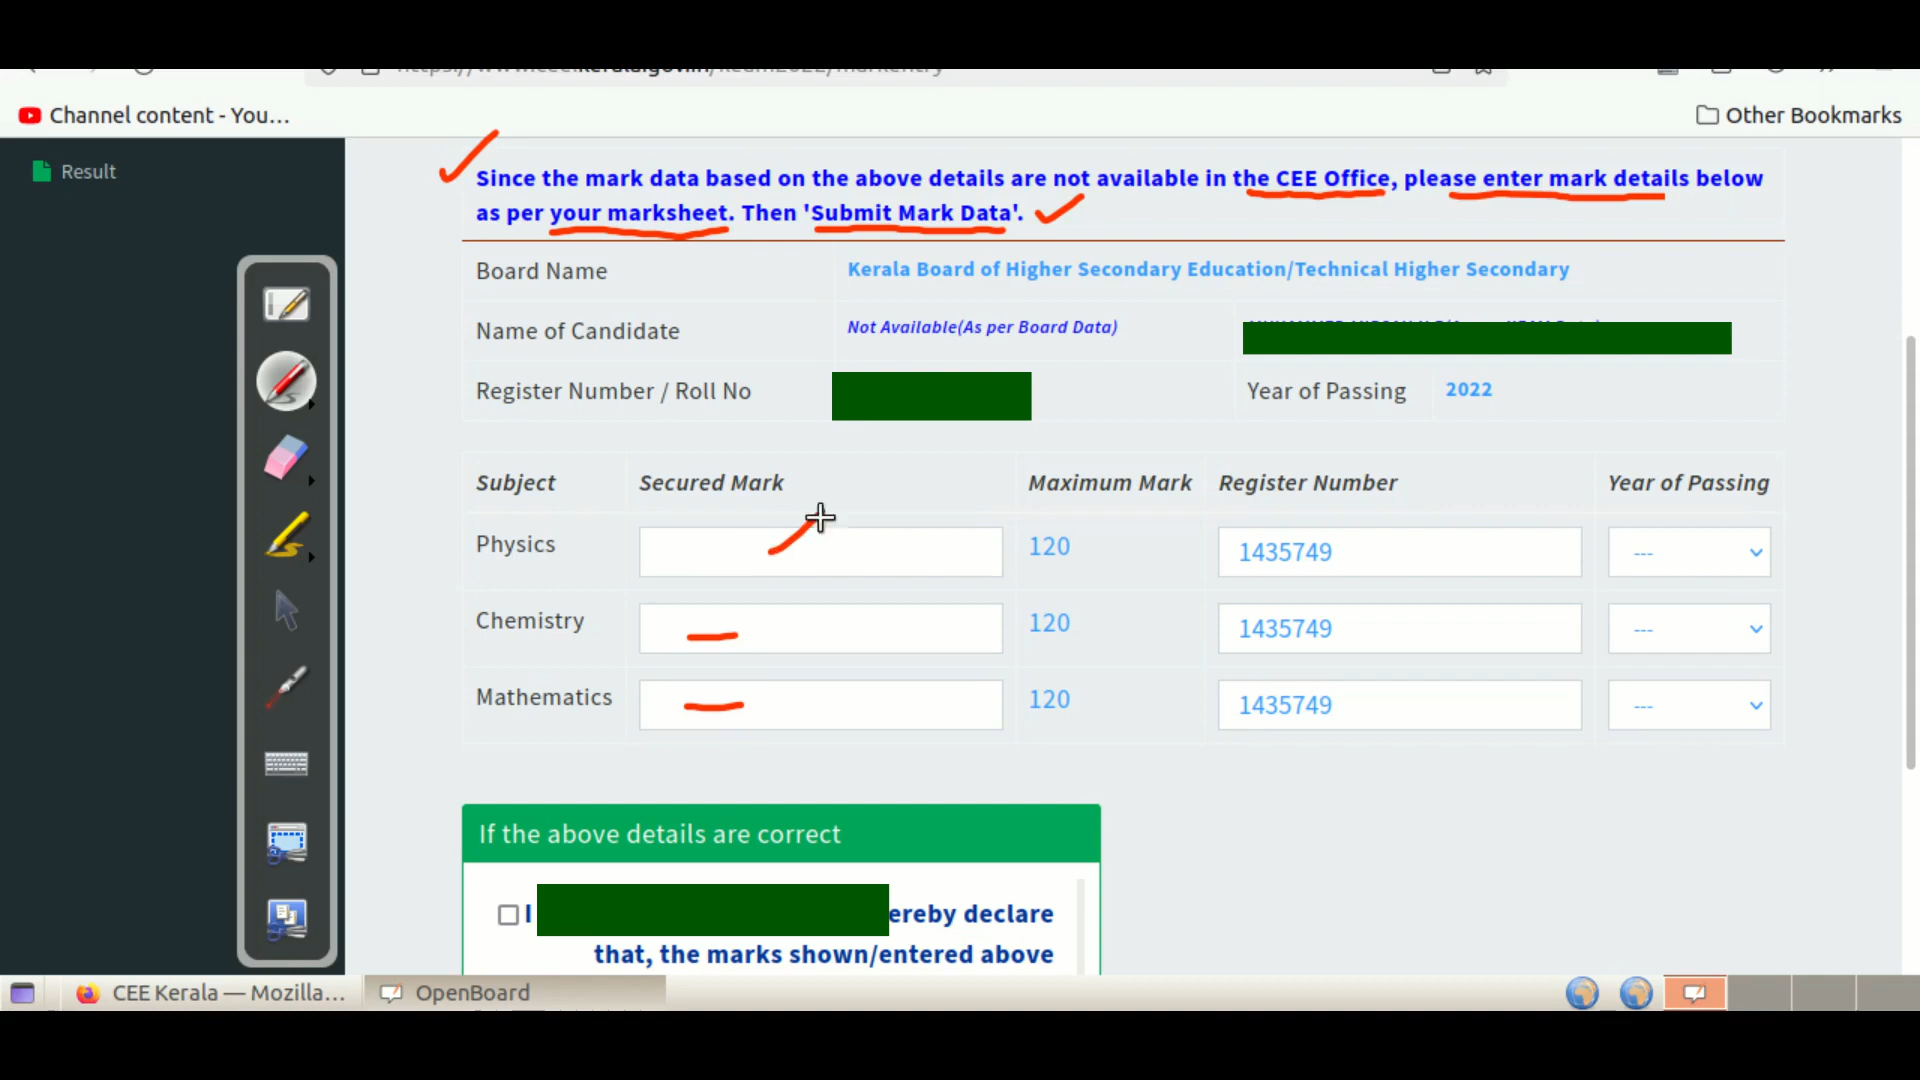 Channel content - You...
Other Bookmarks
Result
Since the mark data based on the above details are not available in the CEE Office, please enter mark details below
as per your marksheet. Then 'Submit Mark Data'.
Board Name
Kerala Board of Higher Secondary Education/Technical Higher Secondary
Name of Candidate
Not Available(As per Board Data)
Register Number / Roll No
Year of Passing
2022
Subject Secured Mark Maximum Mark Register Number Year of Passing
Physics 120 1435749 ---
Chemistry 120 1435749 ---
Mathematics 120 1435749 ---
If the above details are correct
I ereby declare
that, the marks shown/entered above
CEE Kerala — Mozilla...
OpenBoard